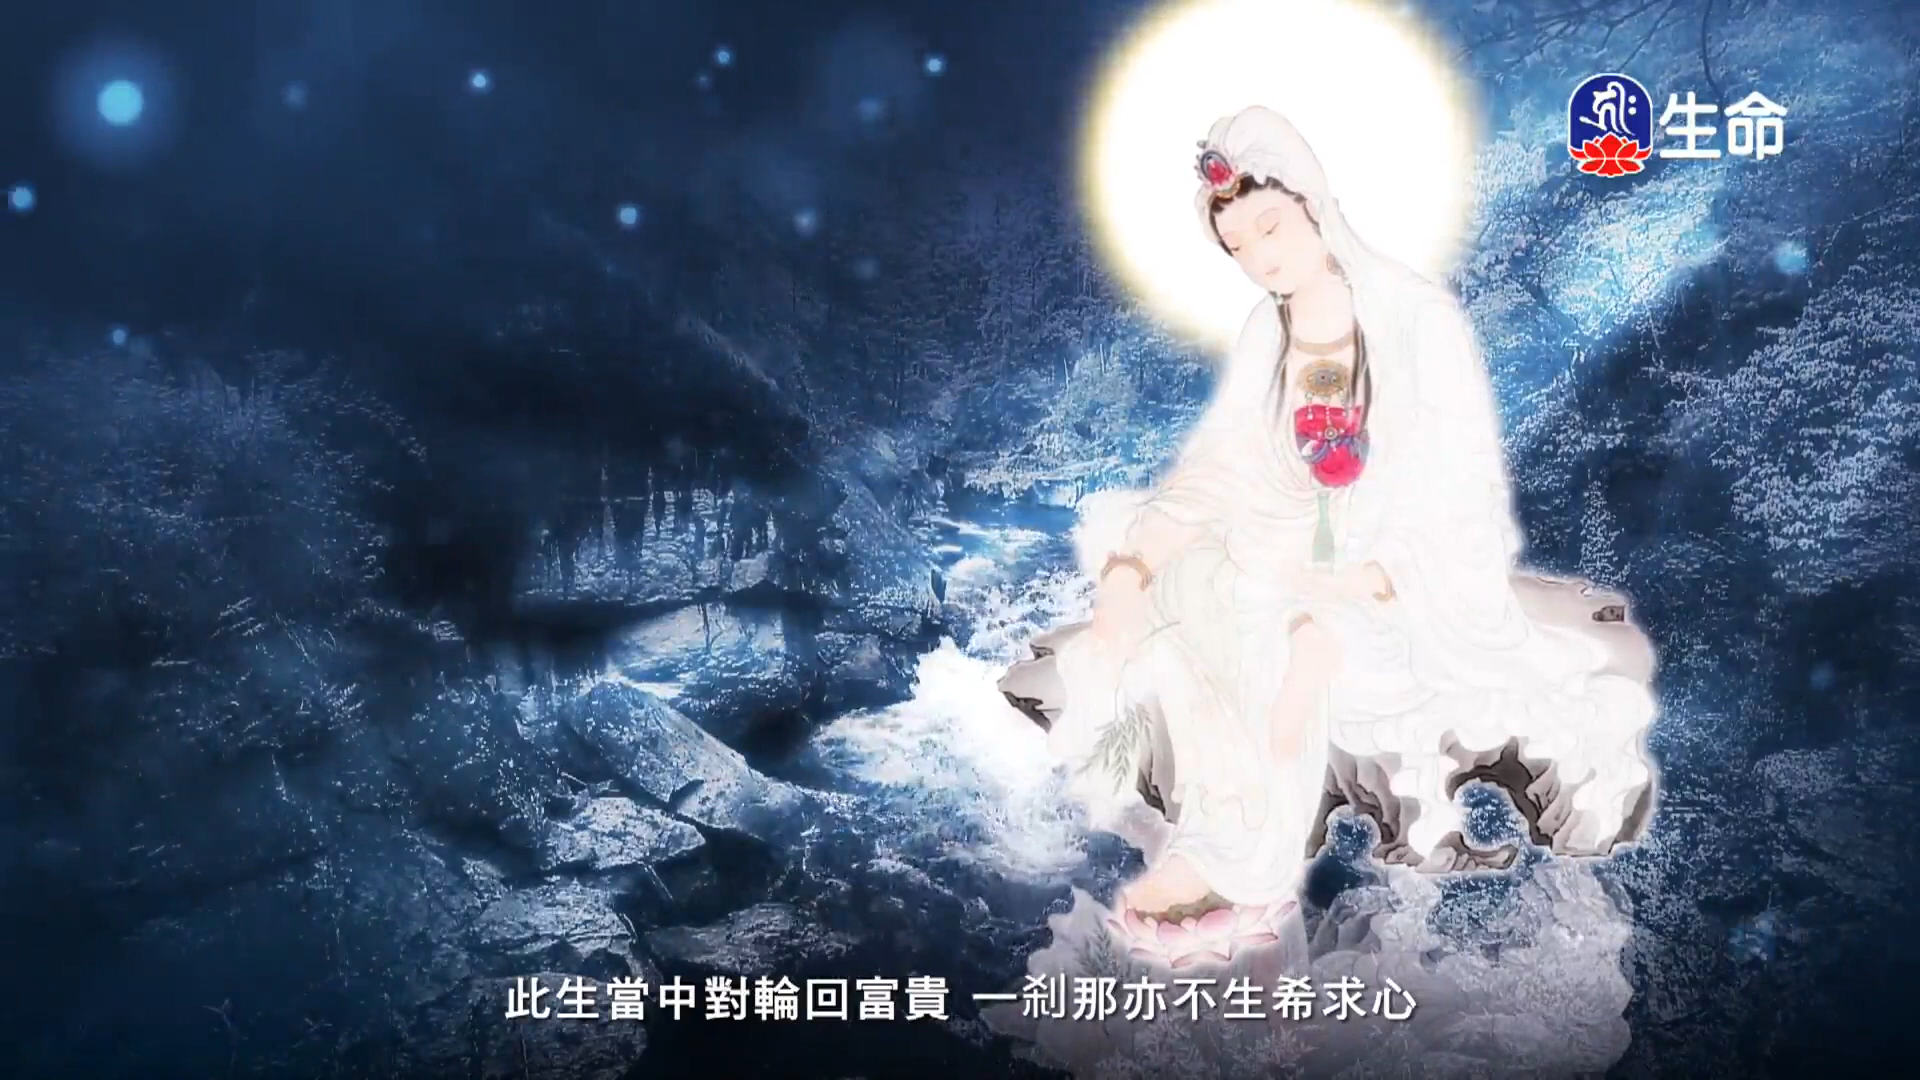 生命
此生當中對輪回富貴 一剎那亦不生希求心